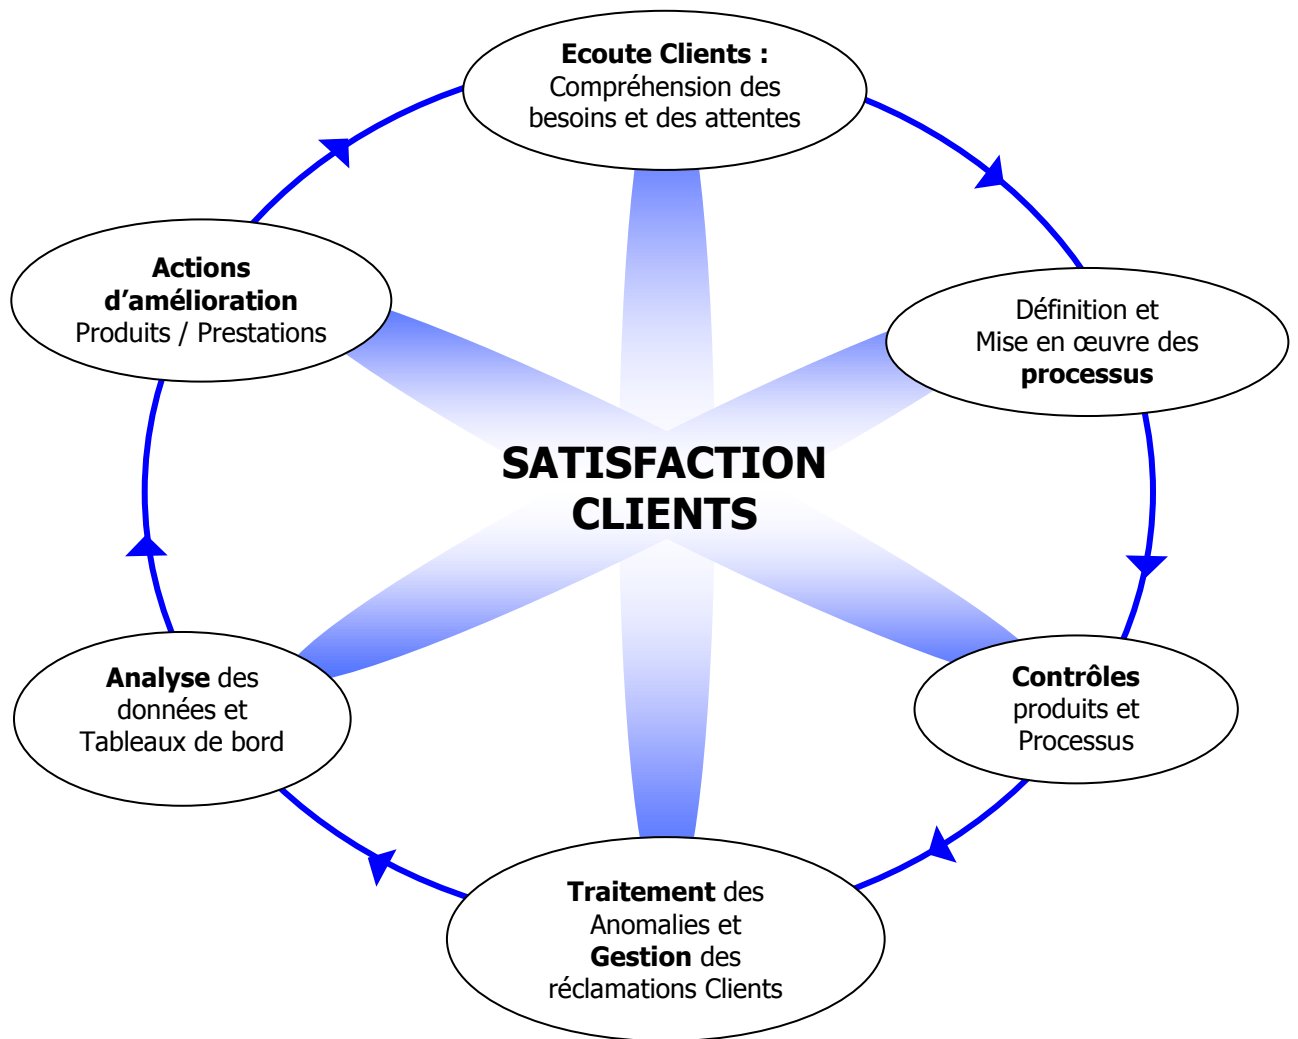 Ecoute Clients :
Compréhension des
besoins et des attentes
Actions
d’amélioration
Produits / Prestations
Définition et
Mise en œuvre des
processus
SATISFACTION
CLIENTS
Analyse des
données et
Tableaux de bord
Contrôles
produits et
Processus
Traitement des
Anomalies et
Gestion des
réclamations Clients